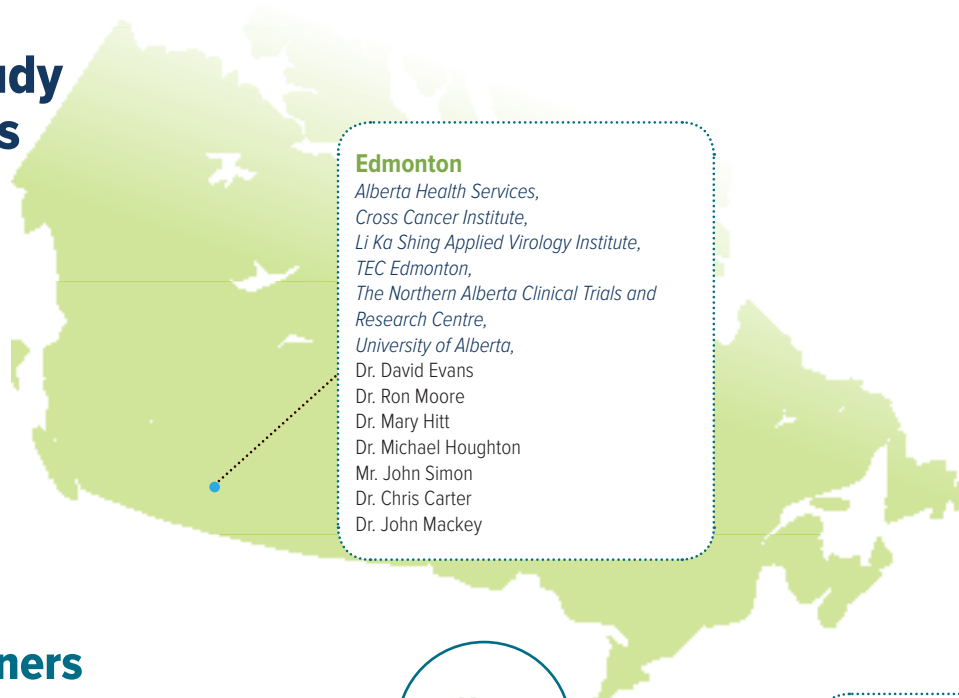 udy
s
Edmonton
Alberta Health Services,
Cross Cancer Institute,
Li Ka Shing Applied Virology Institute,
TEC Edmonton,
The Northern Alberta Clinical Trials and
Research Centre,
University of Alberta,
Dr. David Evans
Dr. Ron Moore
Dr. Mary Hitt
Dr. Michael Houghton
Mr. John Simon
Dr. Chris Carter
Dr. John Mackey
ners